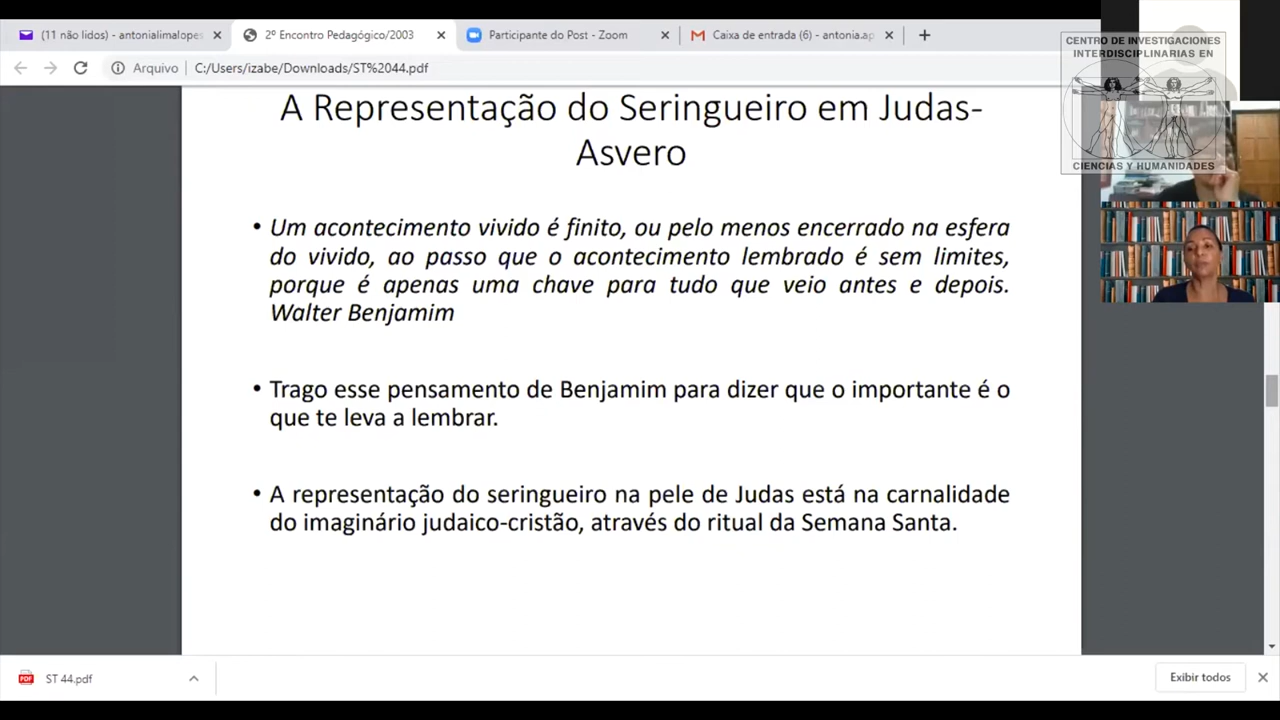 (11 não lidos) - antonialimalopes
2º Encontro Pedagógico/2003
Participante do Post - Zoom
Caixa de entrada (6) - antonia.ap
Arquivo
C:/Users/izabe/Downloads/ST%2044.pdf
CENTRO DE INVESTIGACIONES
INTERDISCIPLINARIAS EN
CIENCIAS Y HUMANIDADES
A Representação do Seringueiro em Judas-
Asvero
• Um acontecimento vivido é finito, ou pelo menos encerrado na esfera
do vivido, ao passo que o acontecimento lembrado é sem limites,
porque é apenas uma chave para tudo que veio antes e depois.
Walter Benjamim
• Trago esse pensamento de Benjamim para dizer que o importante é o
que te leva a lembrar.
• A representação do seringueiro na pele de Judas está na carnalidade
do imaginário judaico-cristão, através do ritual da Semana Santa.
PDF
ST 44.pdf
Exibir todos